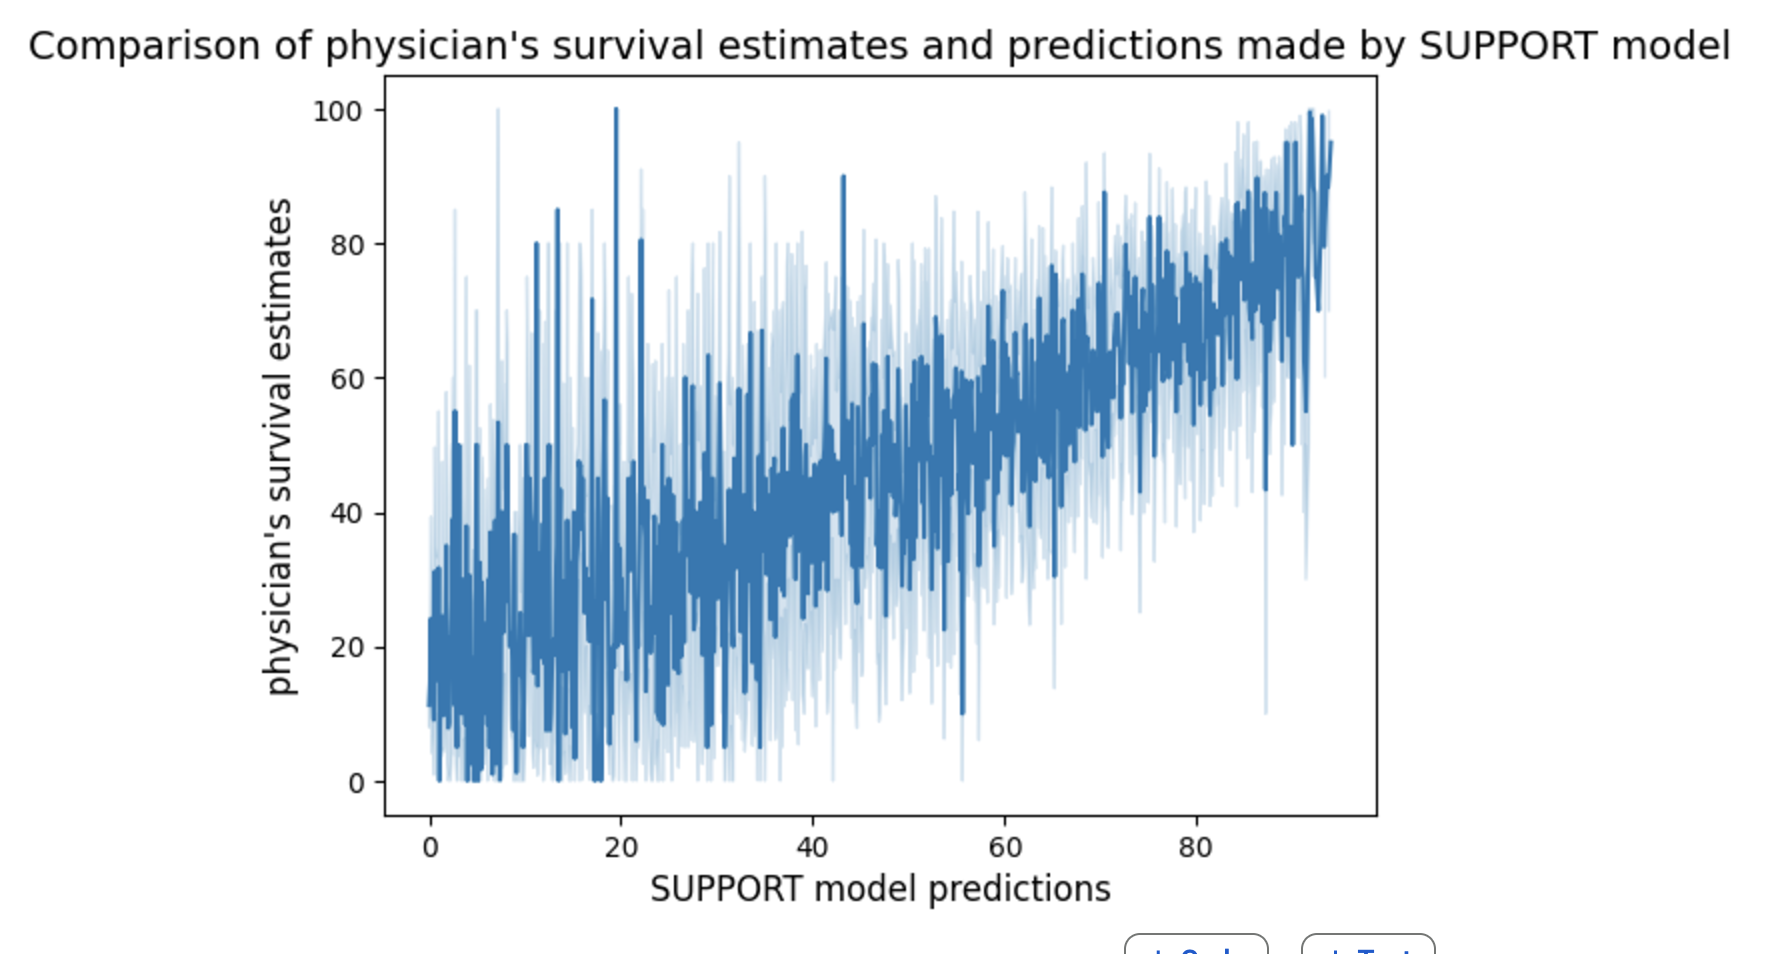 Comparison of physician's survival estimates and predictions made by SUPPORT model
100
80
60
40
20
0
physician's survival estimates
0 20 40 60 80
SUPPORT model predictions